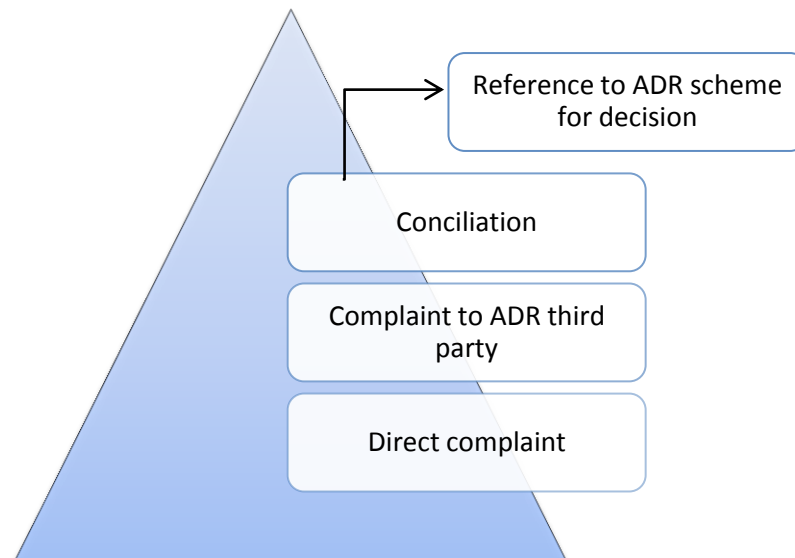 Reference to ADR scheme
for decision
Conciliation
Complaint to ADR third
party
Direct complaint